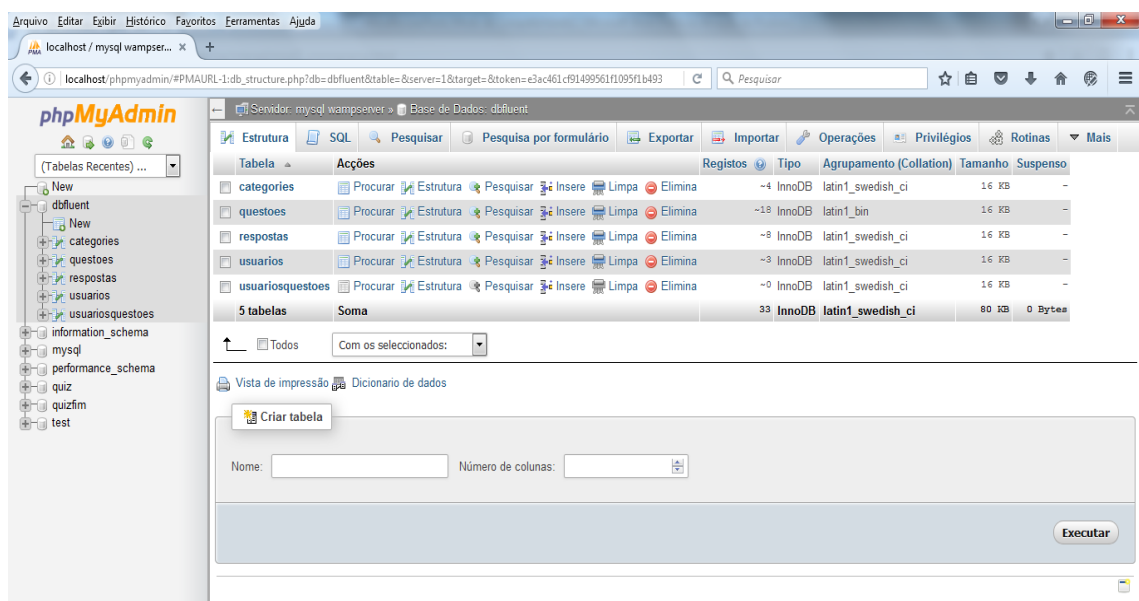 Arquivo Editar Exibir Histórico Favoritos Ferramentas Ajuda
localhost / mysql wampser... × +
localhost/phpmyadmin/#PMAURL-1:db_structure.php?db=dbfluent&table=&server=1&target=&token=e3ac461cf91499561f1095f1b493
Pesquisar
phpMyAdmin
(Tabelas Recentes) ...
New
dbfluent
New
categories
questoes
respostas
usuarios
usuariosquestoes
information_schema
mysql
performance_schema
quiz
quizfim
test
Servidor: mysql wampserver » Base de Dados: dbfluent
Estrutura SQL Pesquisar Pesquisa por formulário Exportar Importar Operações Privilégios Rotinas Mais
Tabela Acções Registos Tipo Agrupamento (Collation) Tamanho Suspenso
categories Procurar Estrutura Pesquisar Insere Limpa Elimina ~4 InnoDB latin1_swedish_ci 16 KB -
questoes Procurar Estrutura Pesquisar Insere Limpa Elimina ~18 InnoDB latin1_bin 16 KB -
respostas Procurar Estrutura Pesquisar Insere Limpa Elimina ~8 InnoDB latin1_swedish_ci 16 KB -
usuarios Procurar Estrutura Pesquisar Insere Limpa Elimina ~3 InnoDB latin1_swedish_ci 16 KB -
usuariosquestoes Procurar Estrutura Pesquisar Insere Limpa Elimina ~0 InnoDB latin1_swedish_ci 16 KB -
5 tabelas Soma 33 InnoDB latin1_swedish_ci 80 KB 0 Bytes
Todos Com os seleccionados:
Vista de impressão Dicionario de dados
Criar tabela
Nome: Número de colunas:
Executar